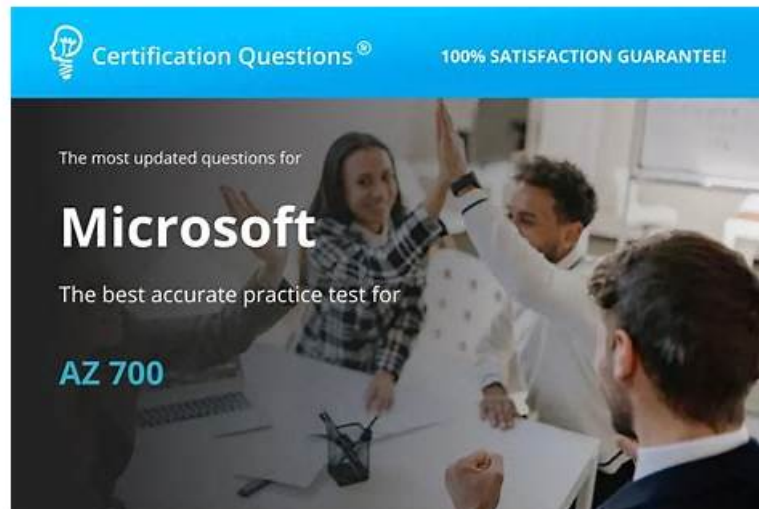 Certification Questions®
100% SATISFACTION GUARANTEE!
The most updated questions for
Microsoft
The best accurate practice test for
AZ 700